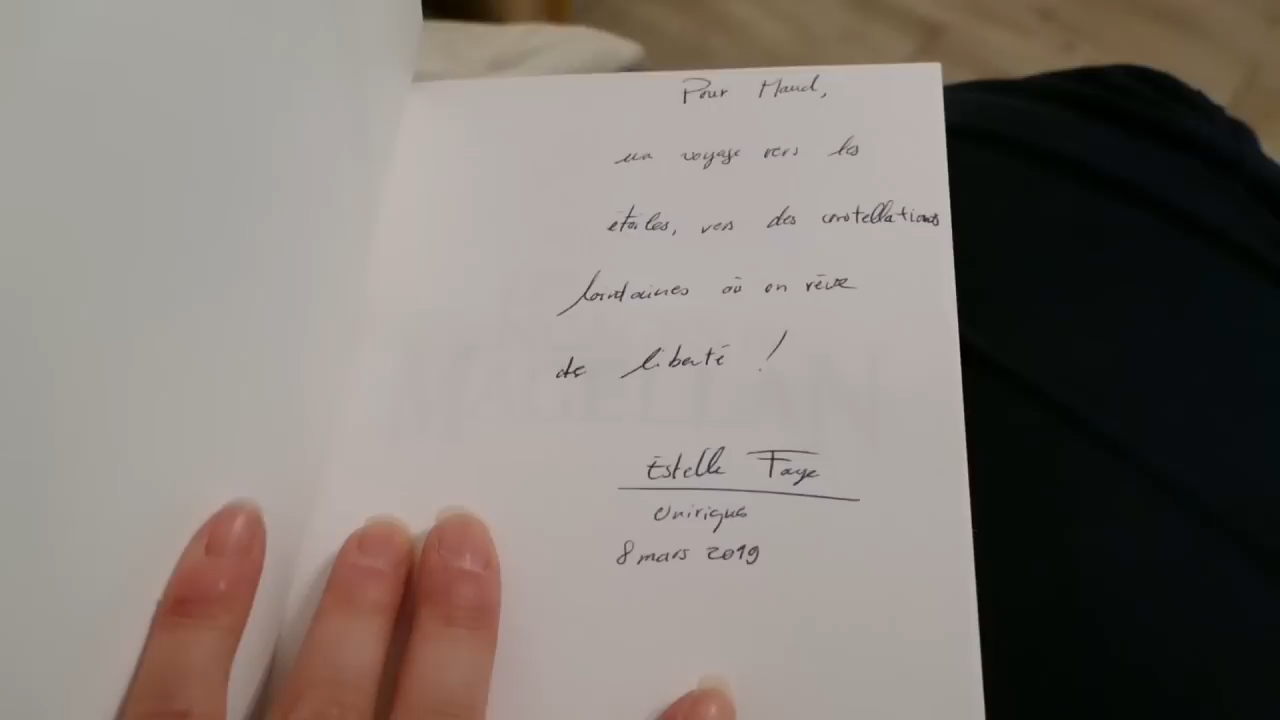 Pour Maud,
un voyage vers les
étoiles, vers des constellations
lointaines où on rêve
de liberté !
Estelle Faye
Oniriques
8 mars 2019
MAGELLAN